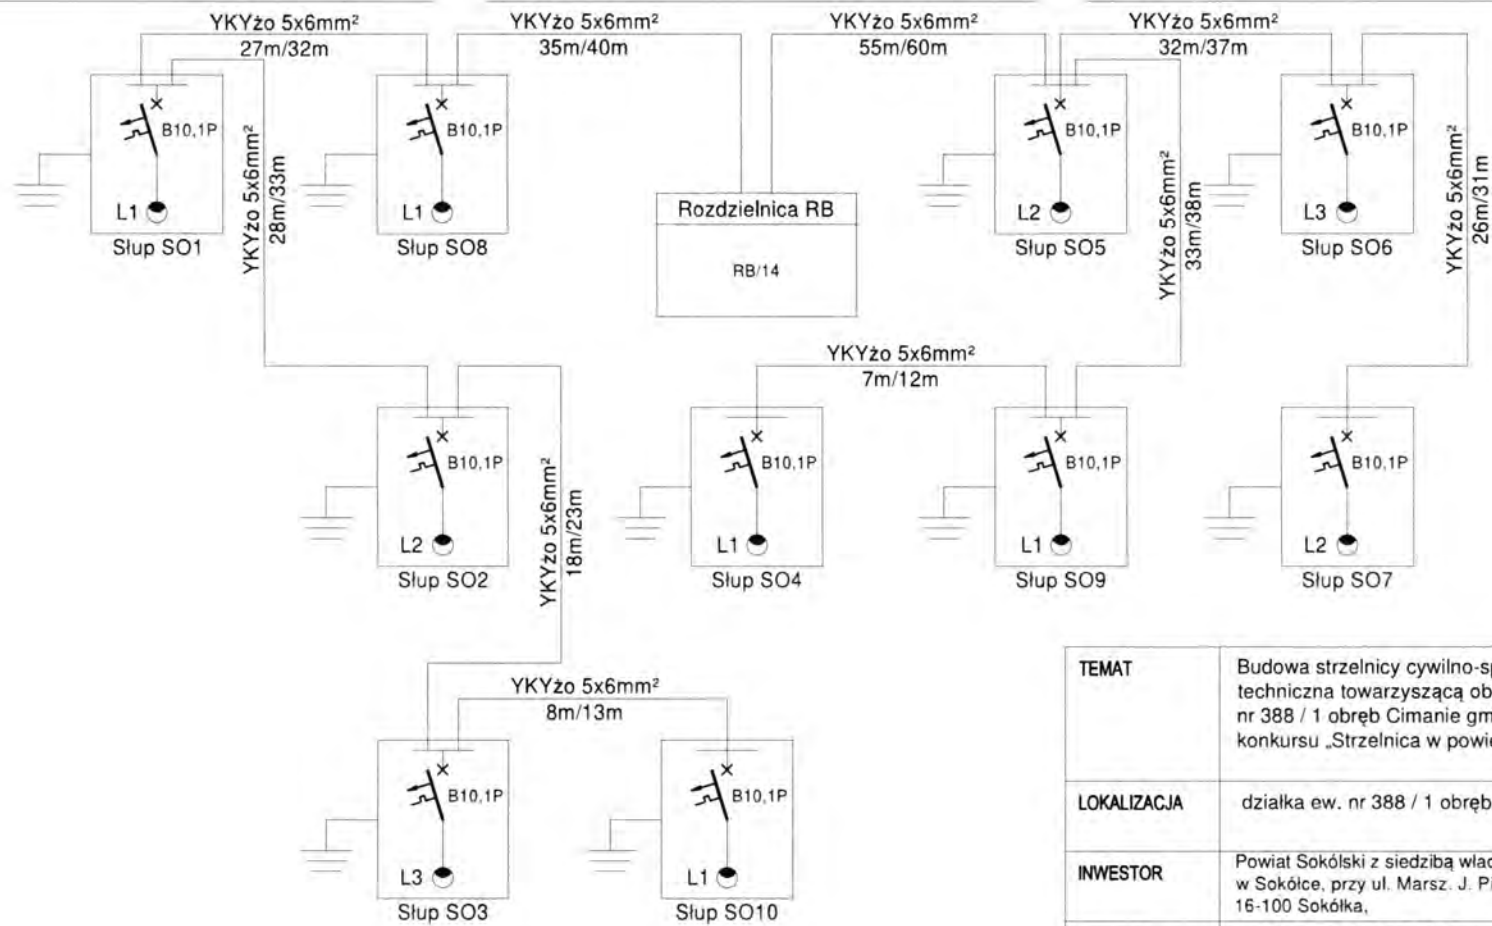 YKYżo 5x6mm²
27m/32m
YKYżo 5x6mm²
35m/40m
YKYżo 5x6mm²
55m/60m
YKYżo 5x6mm²
32m/37m
B10,1P
L1
Słup SO1
YKYżo 5x6mm²
28m/33m
B10,1P
L1
Słup SO8
Rozdzielnica RB
RB/14
B10,1P
L2
Słup SO5
YKYżo 5x6mm²
33m/38m
B10,1P
L3
Słup SO6
YKYżo 5x6mm²
26m/31m
B10,1P
L2
Słup SO2
YKYżo 5x6mm²
18m/23m
YKYżo 5x6mm²
7m/12m
B10,1P
L1
Słup SO4
B10,1P
L1
Słup SO9
B10,1P
L2
Słup SO7
YKYżo 5x6mm²
8m/13m
B10,1P
L3
Słup SO3
B10,1P
L1
Słup SO10
TEMAT
Budowa strzelnicy cywilno-
techniczna towarzyszącą
nr 388 / 1 obręb Cimanie
konkursu „Strzelnica w
LOKALIZACJA
działka ew. nr 388 / 1 obręb
INWESTOR
Powiat Sokólski z siedzibą
w Sokółce, przy ul. Marsz. J.
16-100 Sokółka,